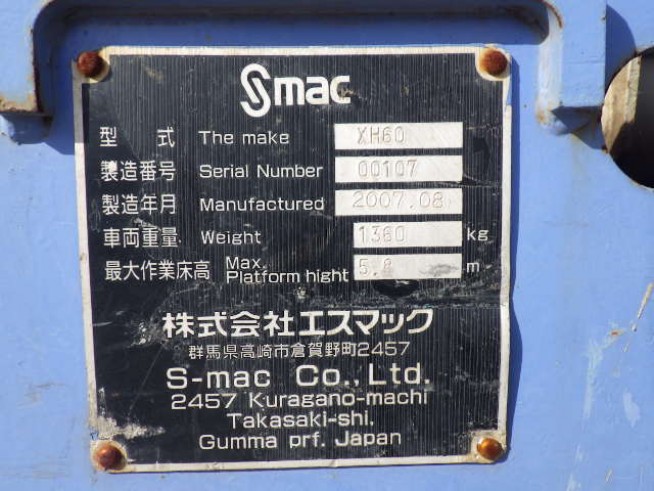 Smac
型 式 The make XH60
製造番号 Serial Number 00107
製造年月 Manufactured 2007.08
車両重量 Weight 1360 kg
最大作業床高 Max. Platform hight 5.8 m
株式会社エスマック
群馬県高崎市倉賀野町2457
S-mac Co.,Ltd.
2457 Kuragano-machi
Takasaki-shi.
Gumma prf. Japan